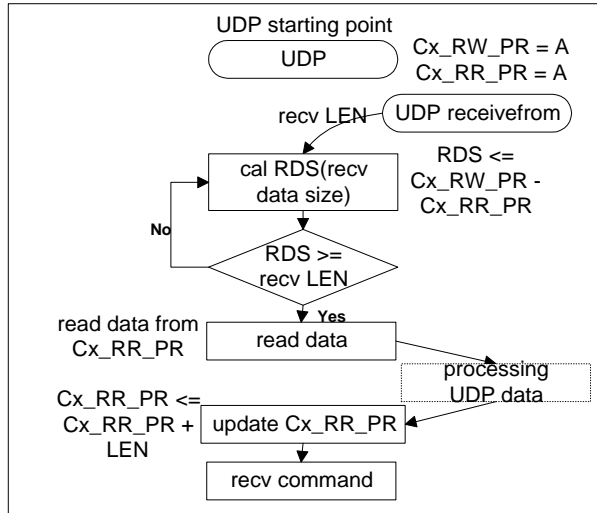 UDP starting point
UDP
Cx_RW_PR = A
Cx_RR_PR = A
recv LEN
UDP receivefrom
cal RDS(recv
data size)
RDS <=
Cx_RW_PR -
Cx_RR_PR
No
RDS >=
recv LEN
Yes
read data from
Cx_RR_PR
read data
processing
UDP data
Cx_RR_PR <=
Cx_RR_PR +
LEN
update Cx_RR_PR
recv command